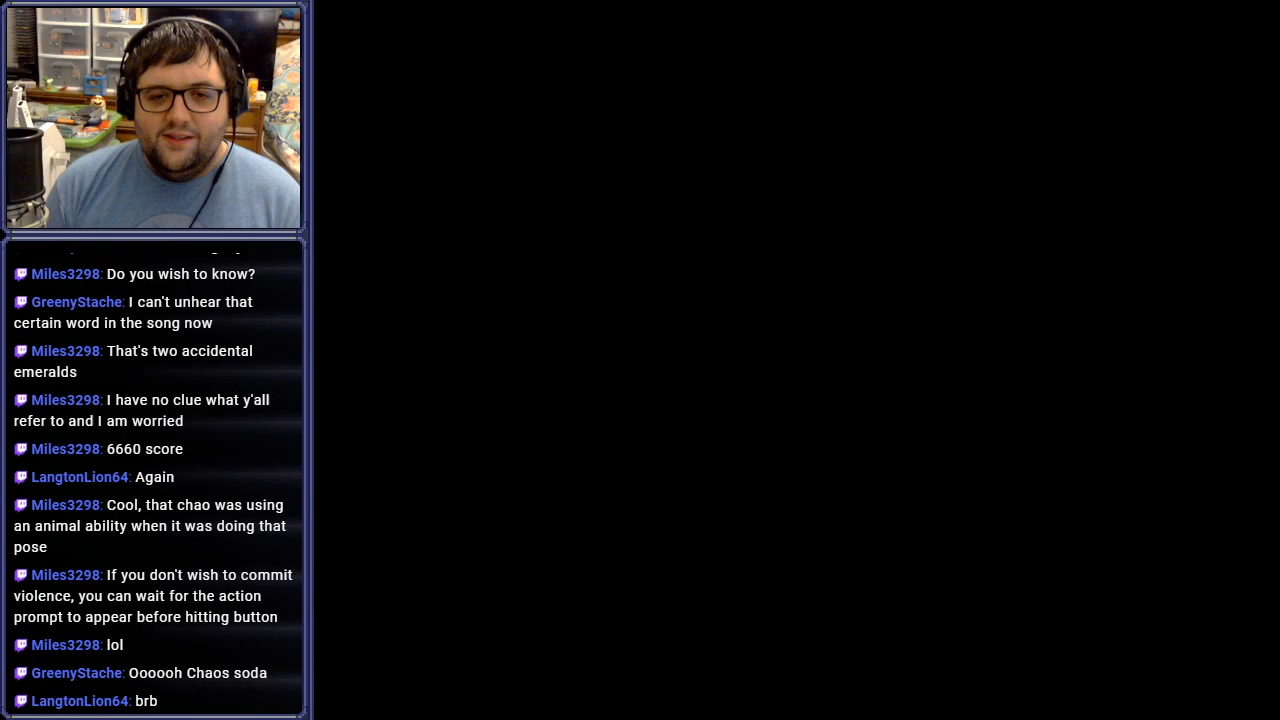 Miles3298: Do you wish to know?
GreenyStache: I can't unhear that
certain word in the song now
Miles3298: That's two accidental
emeralds
Miles3298: I have no clue what y'all
refer to and I am worried
Miles3298: 6660 score
LangtonLion64: Again
Miles3298: Cool, that chao was using
an animal ability when it was doing that
pose
Miles3298: If you don't wish to commit
violence, you can wait for the action
prompt to appear before hitting button
Miles3298: lol
GreenyStache: Oooooh Chaos soda
LangtonLion64: brb